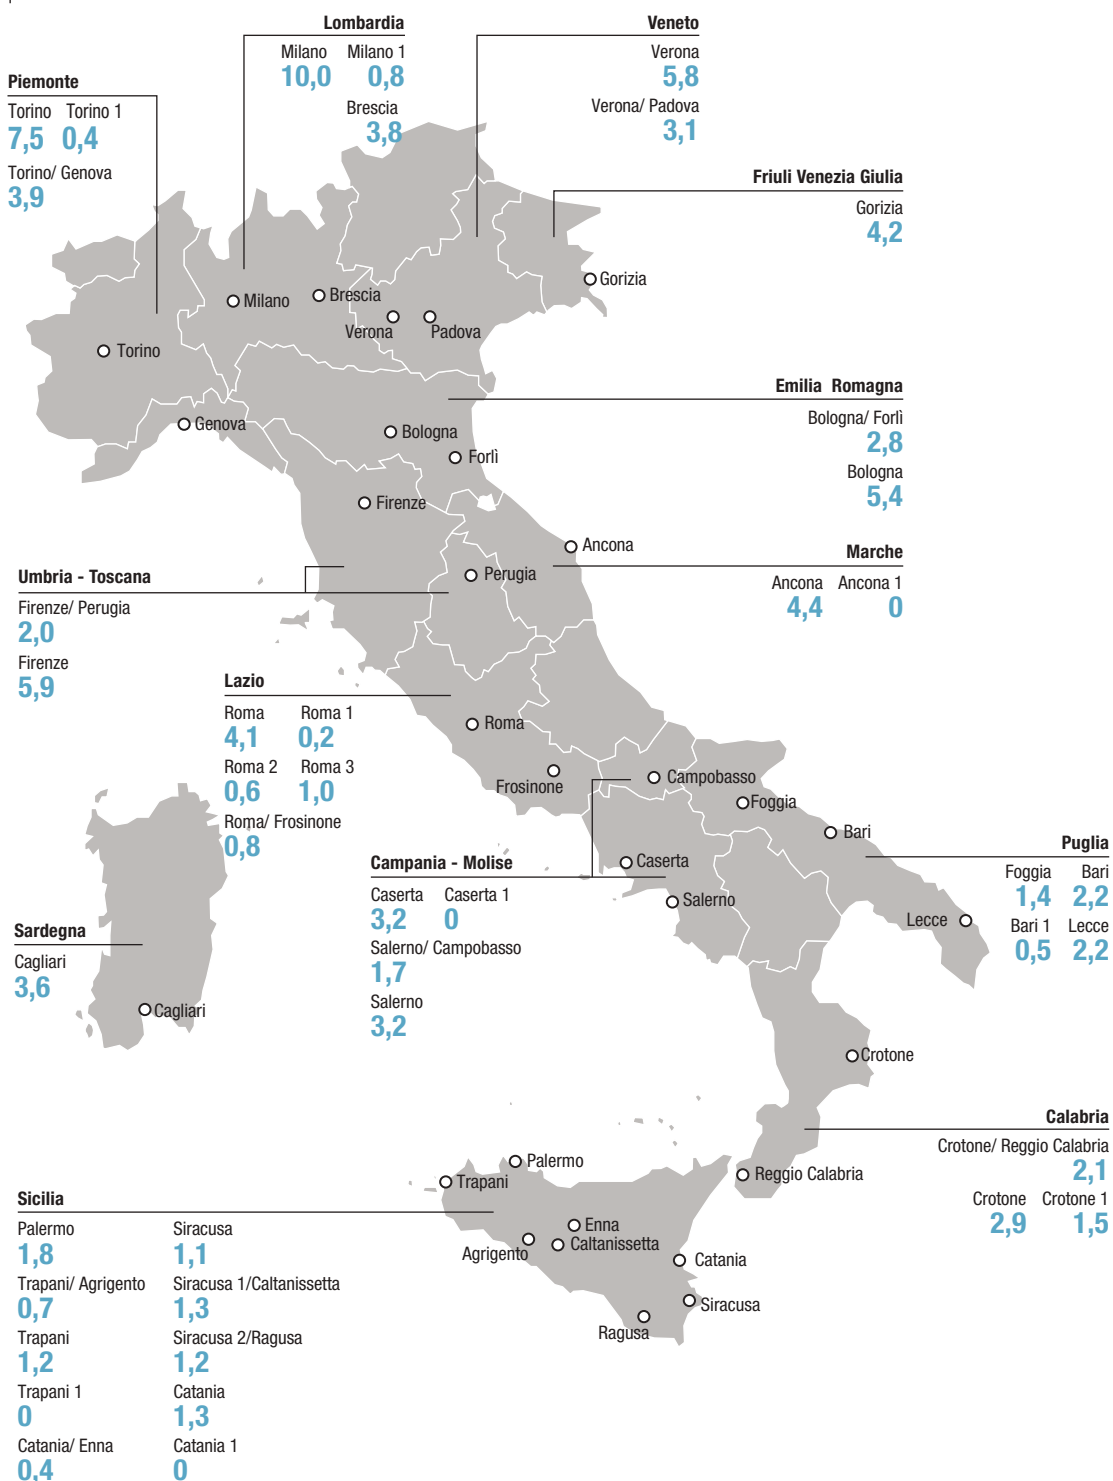 Lombardia
Milano Milano 1
10,0 0,8
Brescia
3,8
Veneto
Verona
5,8
Verona/ Padova
3,1
Piemonte
Torino Torino 1
7,5 0,4
Torino/ Genova
3,9
Friuli Venezia Giulia
Gorizia
4,2
Gorizia
Milano
Brescia
Verona
Padova
Torino
Genova
Bologna
Forlì
Firenze
Emilia Romagna
Bologna/ Forlì
2,8
Bologna
5,4
Ancona
Perugia
Marche
Ancona Ancona 1
4,4 0
Umbria - Toscana
Firenze/ Perugia
2,0
Firenze
5,9
Lazio
Roma Roma 1
4,1 0,2
Roma 2 Roma 3
0,6 1,0
Roma/ Frosinone
0,8
Roma
Frosinone
Campobasso
Foggia
Bari
Caserta
Salerno
Lecce
Campania - Molise
Caserta Caserta 1
3,2 0
Salerno/ Campobasso
1,7
Salerno
3,2
Puglia
Foggia Bari
1,4 2,2
Bari 1 Lecce
0,5 2,2
Sardegna
Cagliari
3,6
Cagliari
Crotone
Calabria
Crotone/ Reggio Calabria
2,1
Crotone Crotone 1
2,9 1,5
Reggio Calabria
Palermo
Trapani
Enna
Agrigento
Caltanissetta
Catania
Siracusa
Ragusa
Sicilia
Palermo Siracusa
1,8 1,1
Trapani/ Agrigento Siracusa 1/Caltanissetta
0,7 1,3
Trapani Siracusa 2/Ragusa
1,2 1,2
Trapani 1 Catania
0 1,3
Catania/ Enna Catania 1
0,4 0